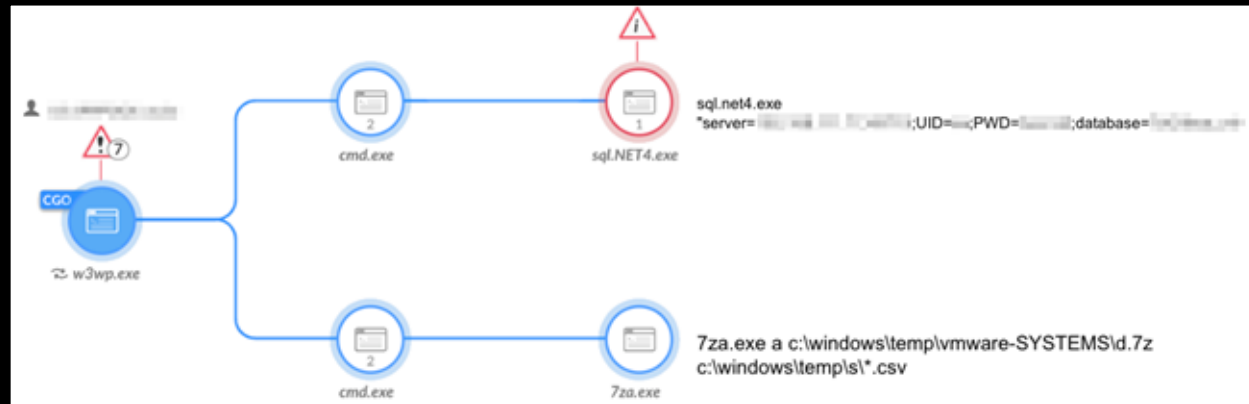 i
sql.net4.exe
"server= ;UID= ;PWD= ;database=
2
cmd.exe
1
sql.NET4.exe
! 7
CGO
w3wp.exe
2
cmd.exe
7za.exe
7za.exe a c:\windows\temp\vmware-SYSTEMS\d.7z
c:\windows\temp\s\*.csv